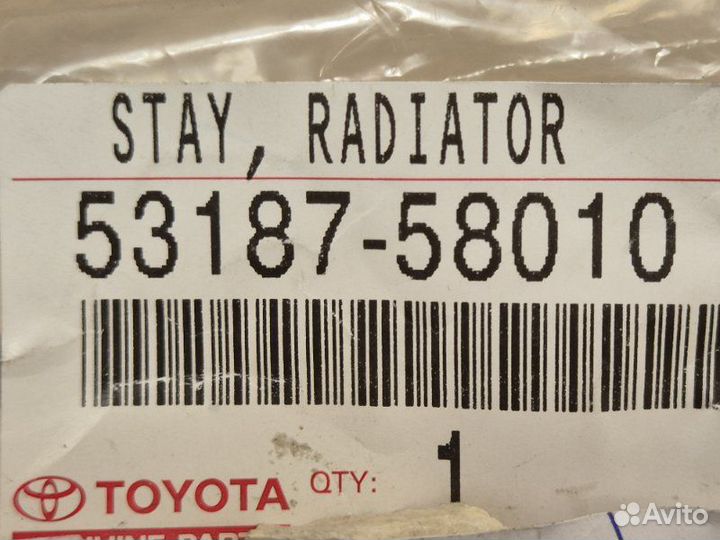 STAY, RADIATOR
53187-58010
TOYOTA QTY: 1
Avito